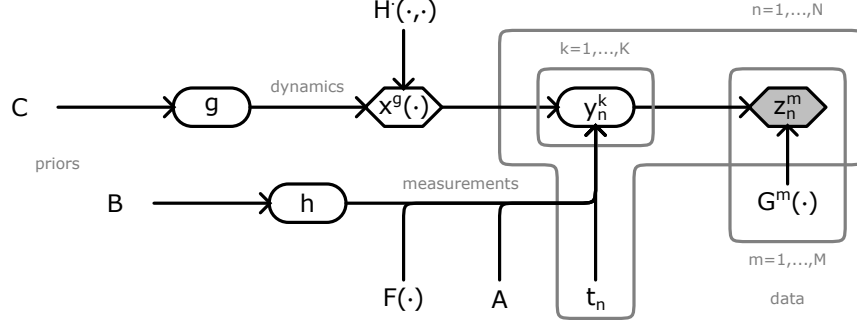 H·(·,·)
n=1,...,N
k=1,...,K
C
g
dynamics
x^g(·)
y_n^k
z_n^m
priors
measurements
B
h
G^m(·)
m=1,...,M
F(·)
A
t_n
data